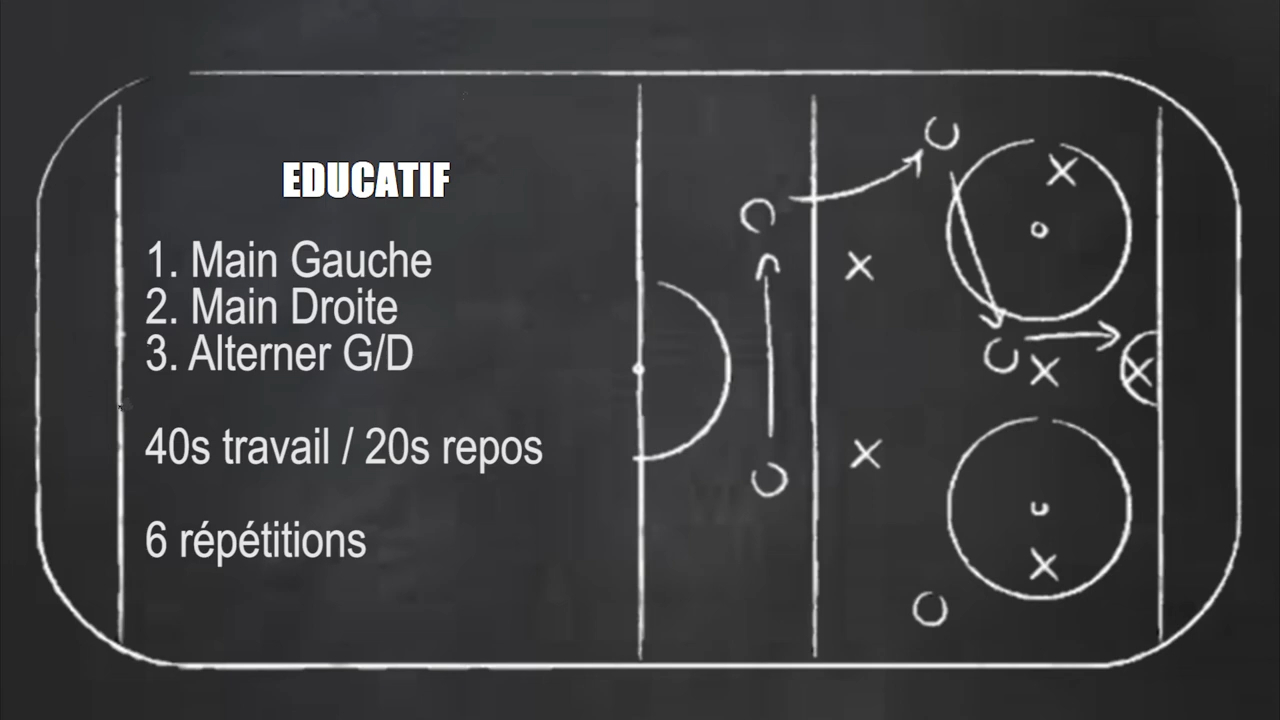 EDUCATIF
1. Main Gauche
2. Main Droite
3. Alterner G/D
40s travail / 20s repos
6 répétitions